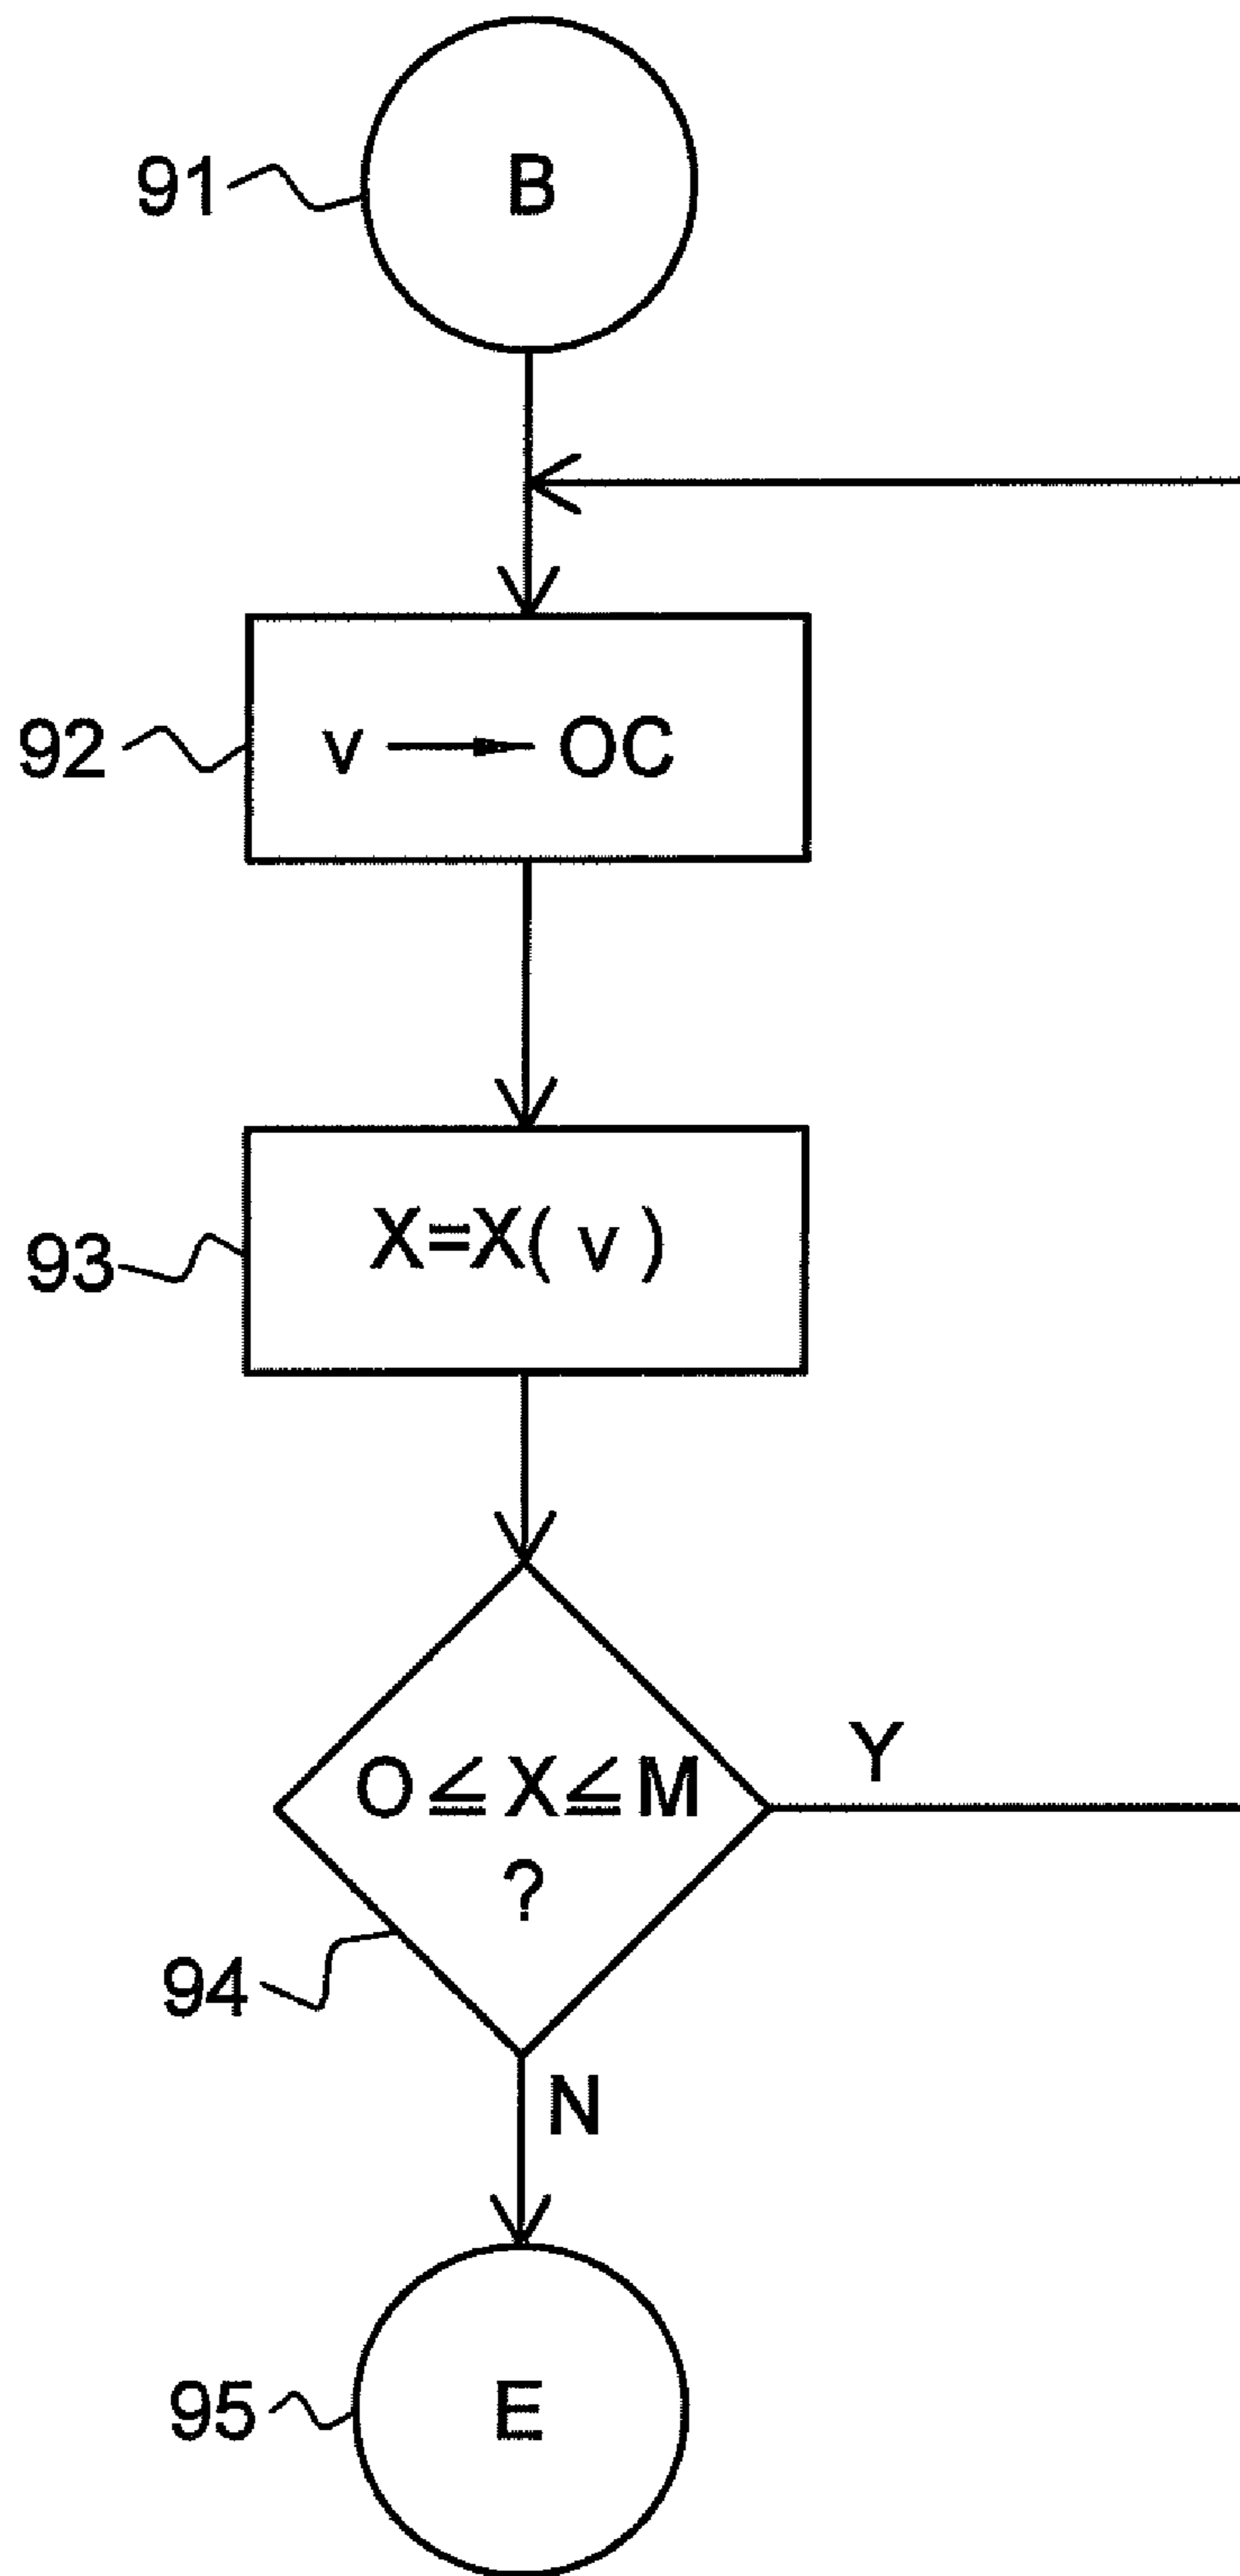 91
B
92
v → OC
93
X=X( v )
O ≦ X ≦ M
?
Y
94
N
95
E